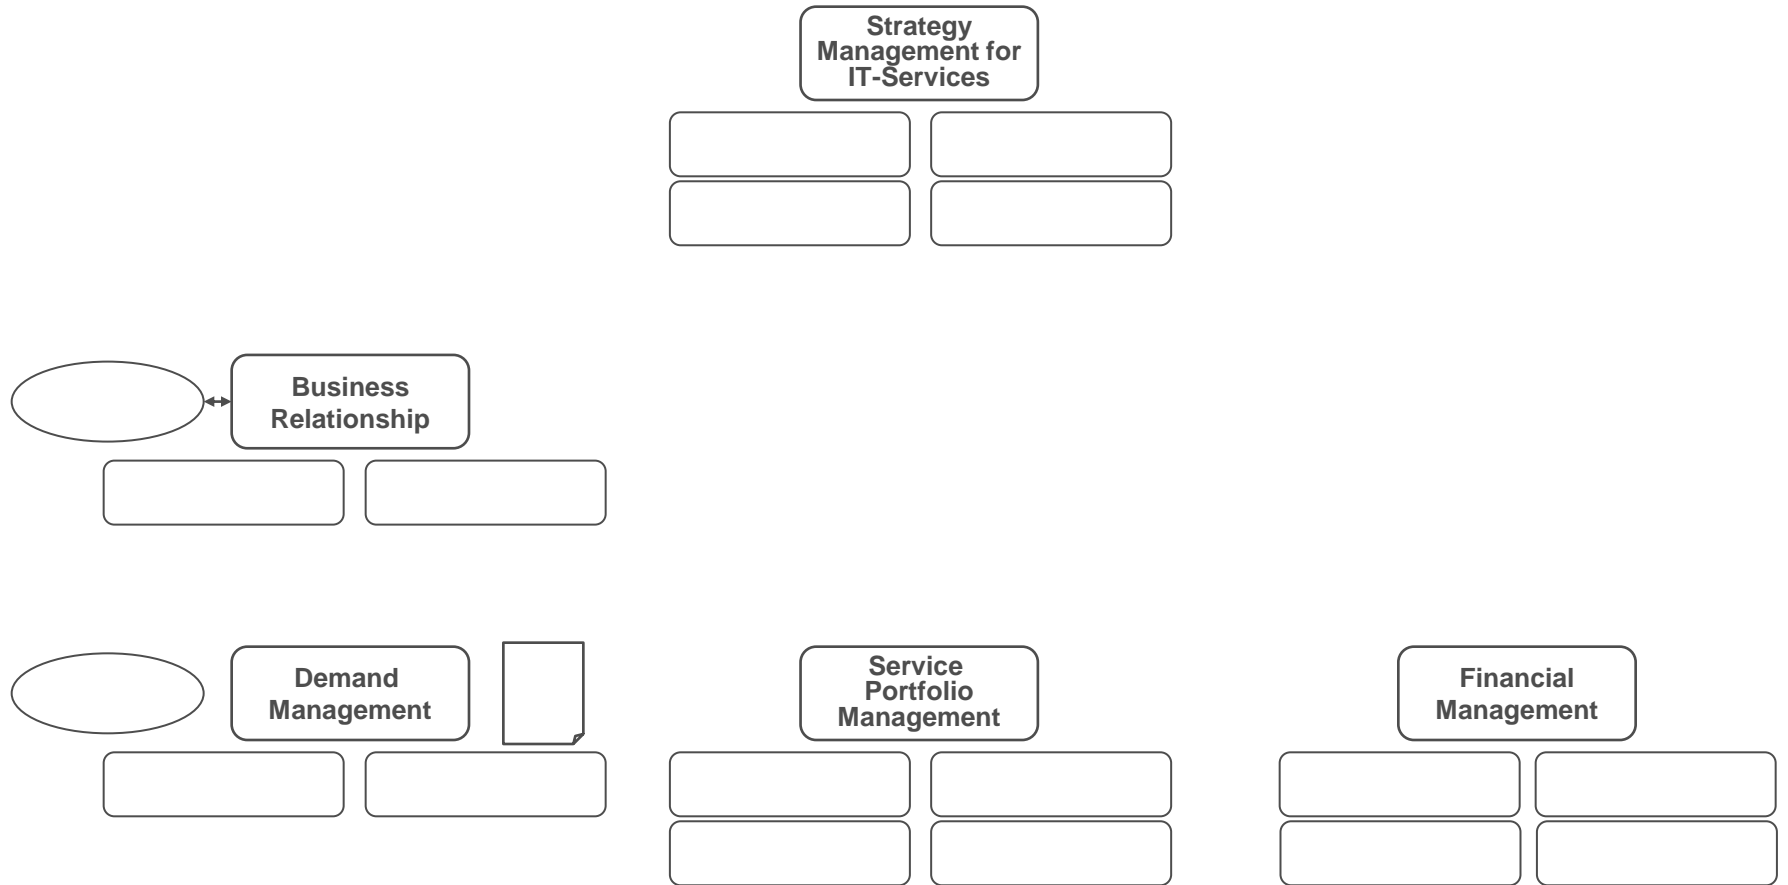 Strategy
Management for
IT-Services
Business
Relationship
Demand
Management
Service
Portfolio
Management
Financial
Management